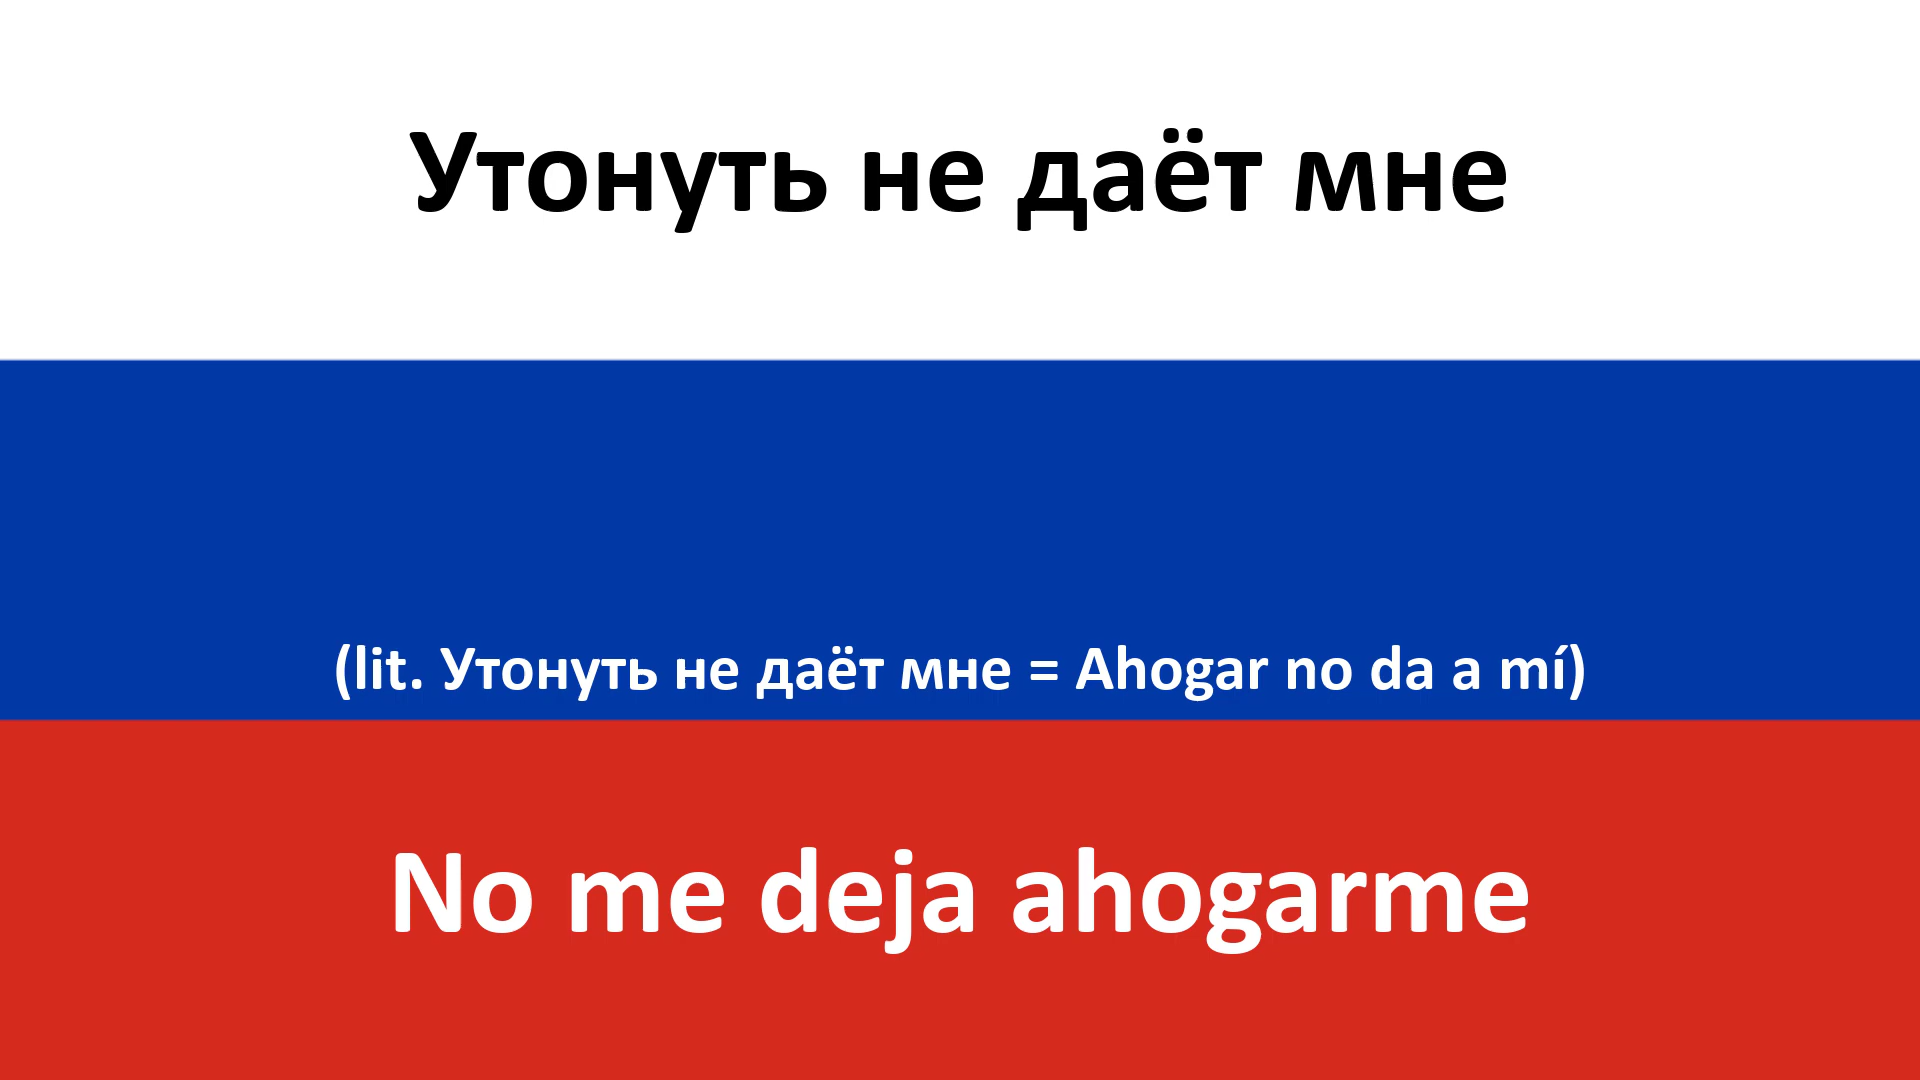 Утонуть не даёт мне
(lit. Утонуть не даёт мне = Ahogar no da a mí)
No me deja ahogarme